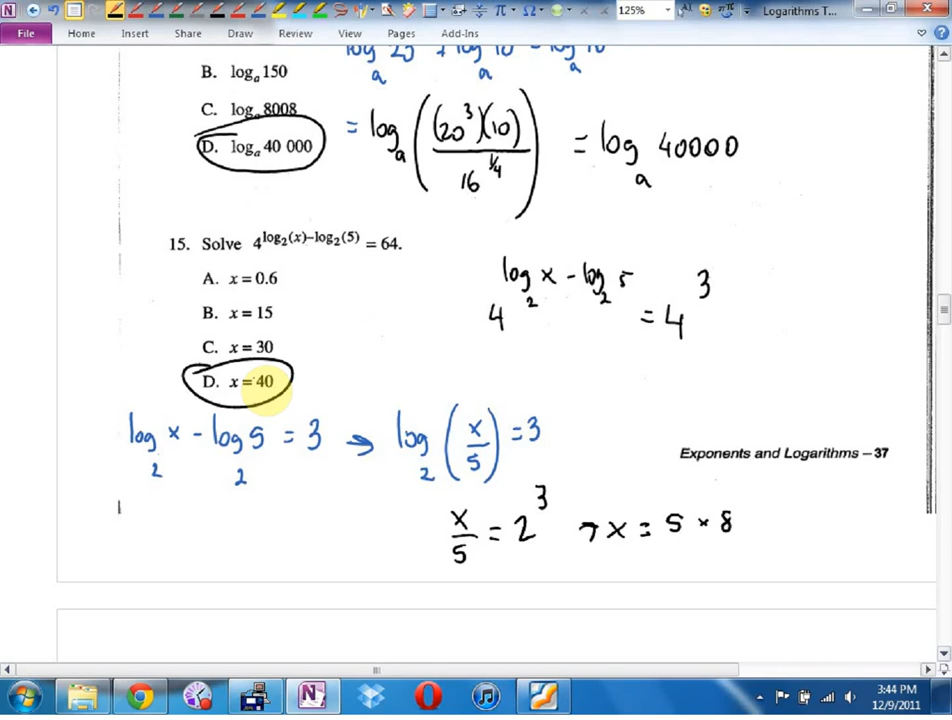 125%
Logarithms T...
File Home Insert Share Draw Review View Pages Add-Ins
B. logₐ 150
C. logₐ 8008
= logₐ ( (20³)(10) / 16^¼ ) = logₐ 40000
D. logₐ 40 000
15. Solve 4^(log₂(x)–log₂(5) = 64.
A. x = 0.6
4^(log₂ x - log₂ 5) = 4³
B. x = 15
C. x = 30
D. x = 40
log₂ x - log₂ 5 = 3 → log₂ ( x / 5 ) = 3
Exponents and Logarithms – 37
x / 5 = 2³ → x = 5 × 8
3:44 PM
12/9/2011